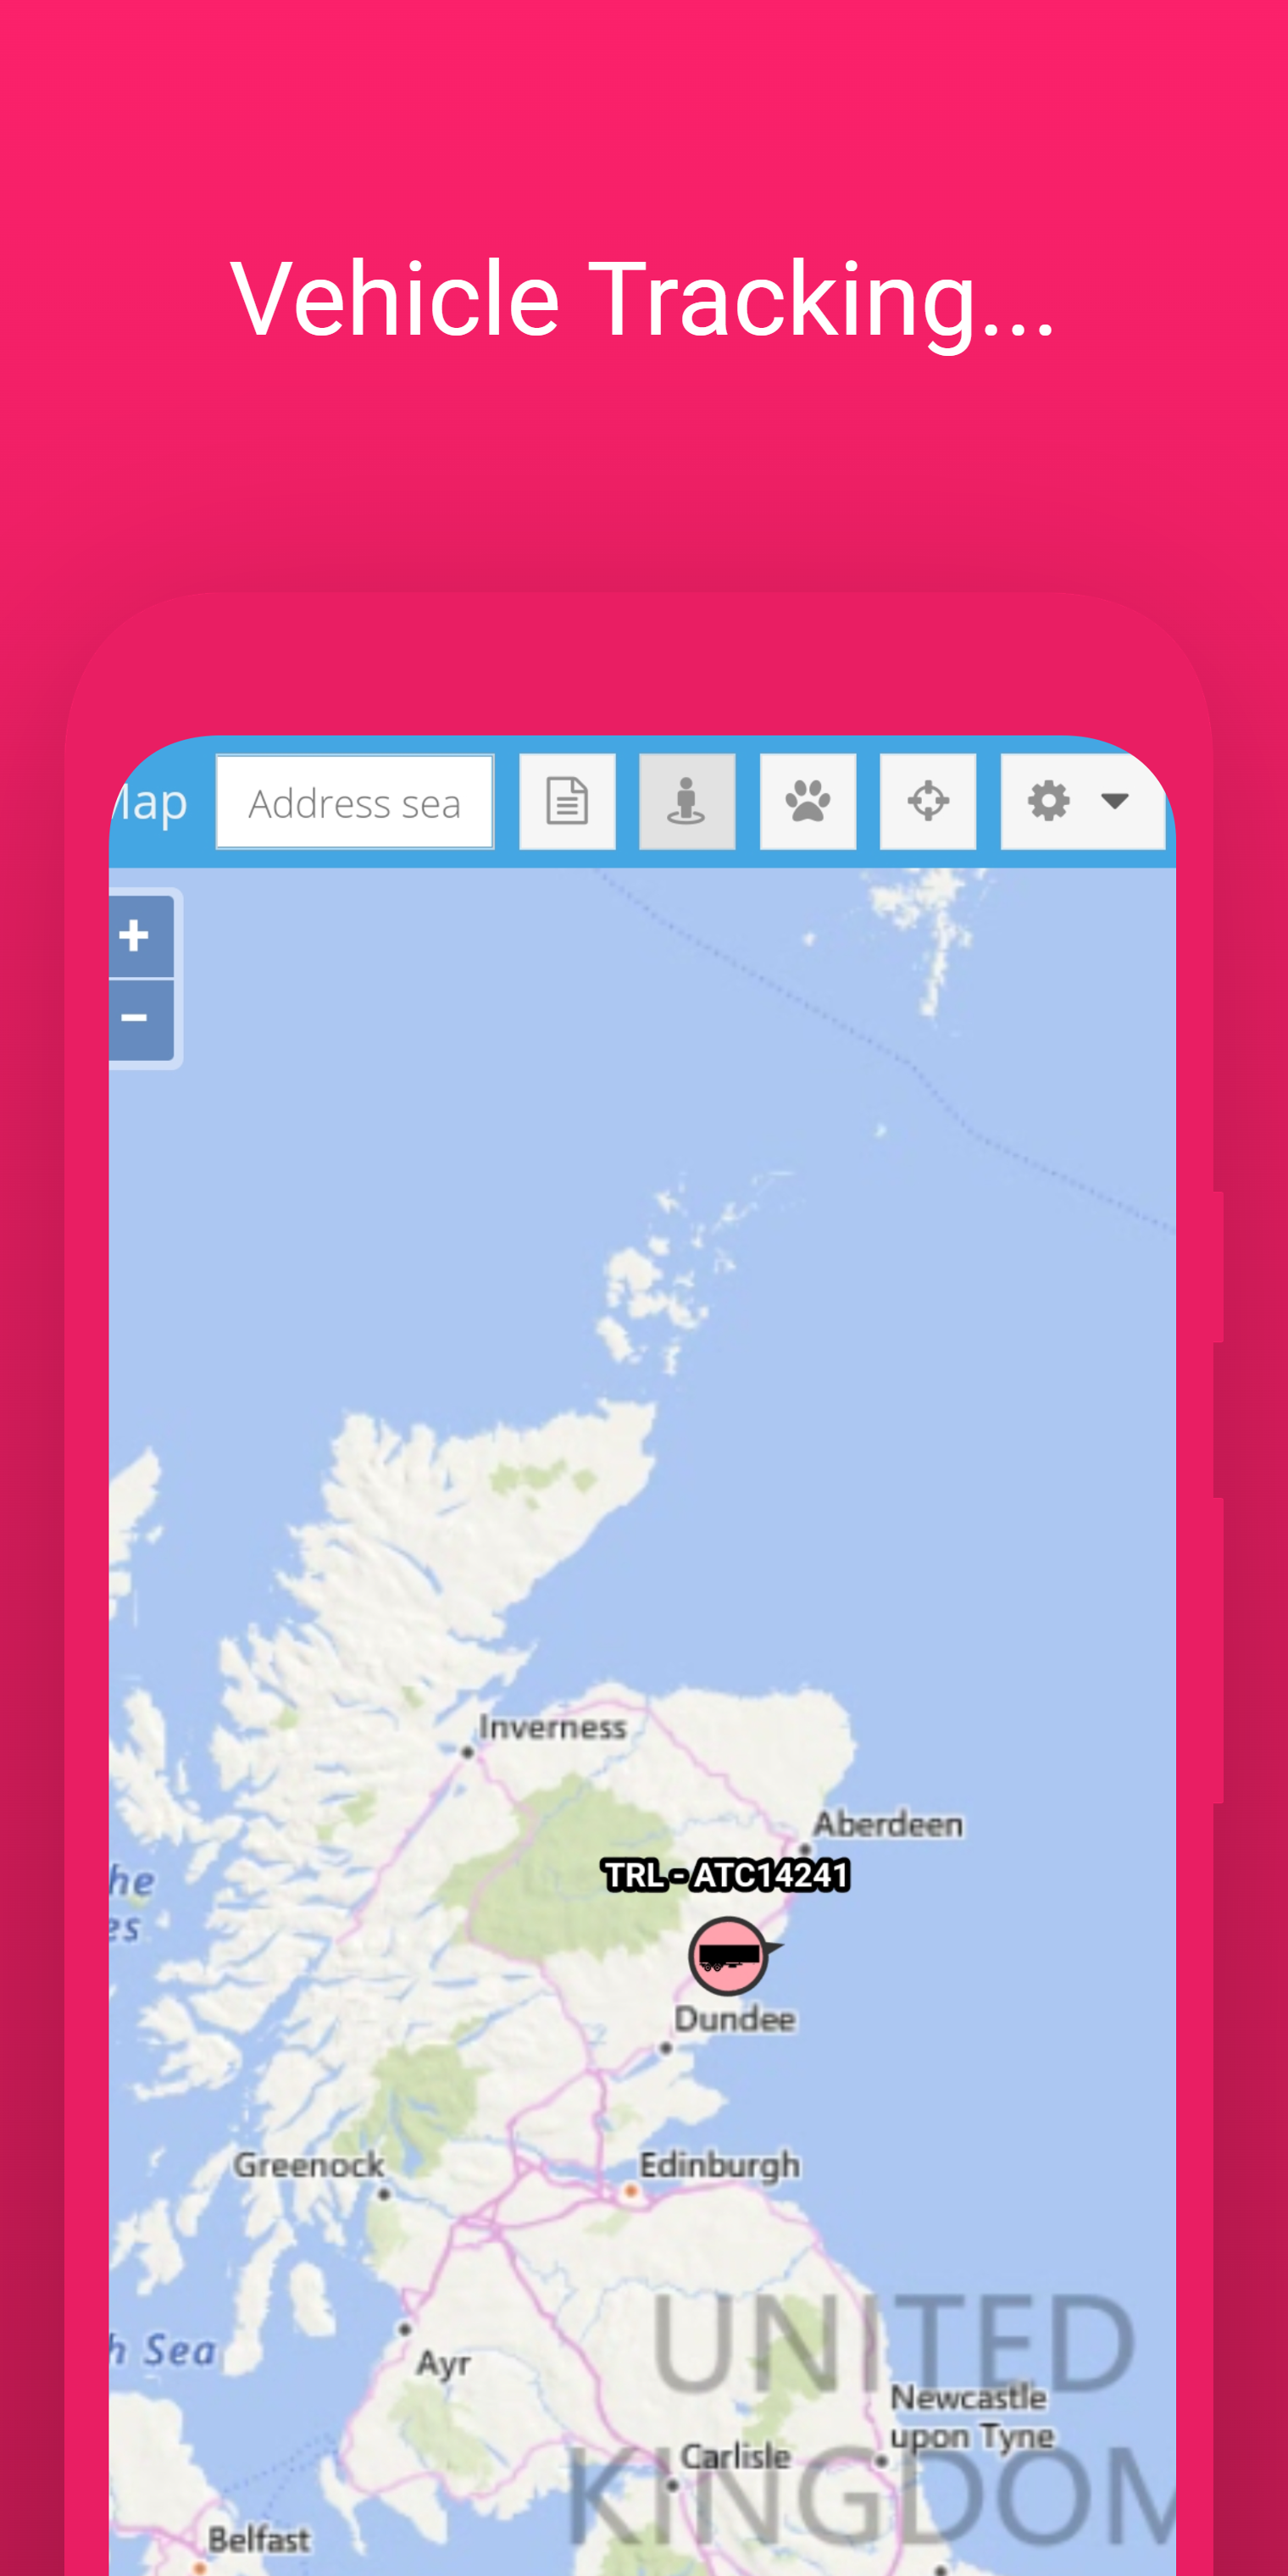 Vehicle Tracking...
Map
Address sea
+
−
Inverness
Aberdeen
TRL - ATC14241
he
es
Dundee
Greenock
Edinburgh
h Sea
Ayr
UNITED
Newcastle
upon Tyne
Carlisle
KINGDOM
Belfast